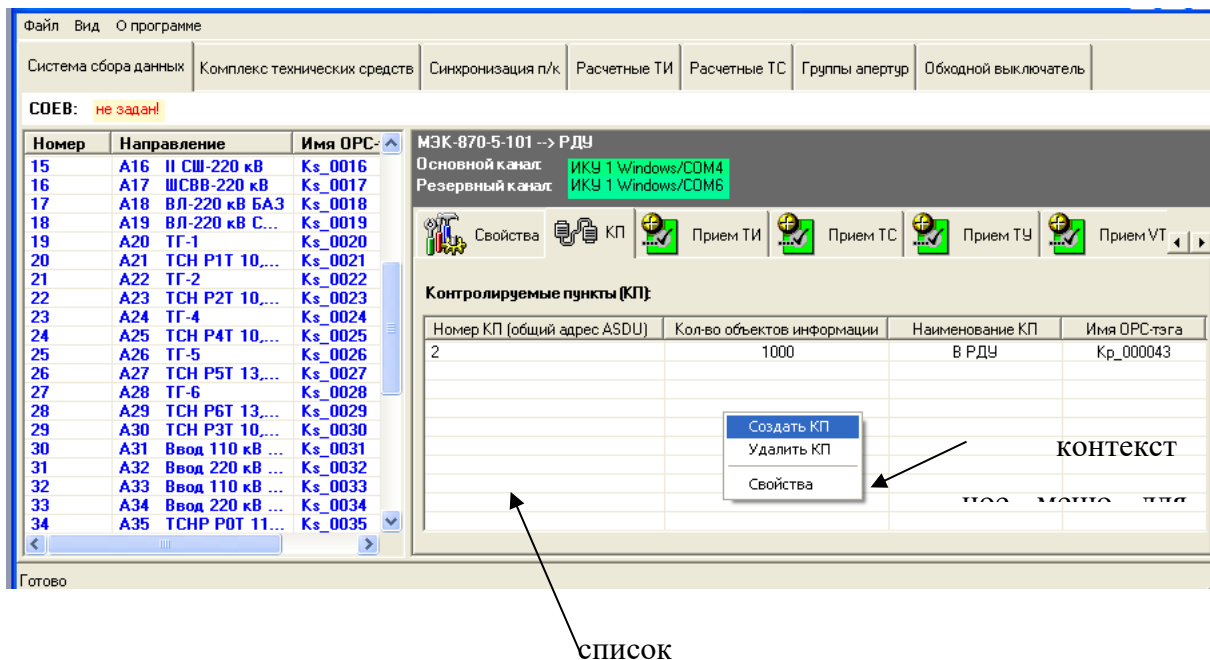 Файл Вид О программе
Система сбора данных Комплекс технических средств Синхронизация п/к Расчетные ТИ Расчетные ТС Группы апертур Обходной выключатель
СОЕВ: не задан!
Номер Направление Имя OPC-
15 A16 II СШ-220 кВ Ks_0016
16 A17 ШСВВ-220 кВ Ks_0017
17 A18 ВЛ-220 кВ БАЗ Ks_0018
18 A19 ВЛ-220 кВ С... Ks_0019
19 A20 ТГ-1 Ks_0020
20 A21 ТСН Р1Т 10,... Ks_0021
21 A22 ТГ-2 Ks_0022
22 A23 ТСН Р2Т 10,... Ks_0023
23 A24 ТГ-4 Ks_0024
24 A25 ТСН Р4Т 10,... Ks_0025
25 A26 ТГ-5 Ks_0026
26 A27 ТСН Р5Т 13,... Ks_0027
27 A28 ТГ-6 Ks_0028
28 A29 ТСН Р6Т 13,... Ks_0029
29 A30 ТСН Р3Т 10,... Ks_0030
30 A31 Ввод 110 кВ ... Ks_0031
31 A32 Ввод 220 кВ ... Ks_0032
32 A33 Ввод 110 кВ ... Ks_0033
33 A34 Ввод 220 кВ ... Ks_0034
34 A35 ТСНР Р0Т 11... Ks_0035
МЭК-870-5-101 --> РДУ
Основной канал: ИКУ 1 Windows/COM4
Резервный канал: ИКУ 1 Windows/COM6
Свойства КП Прием ТИ Прием ТС Прием ТУ Прием VT
Контролируемые пункты (КП):
Номер КП (общий адрес ASDU) Кол-во объектов информации Наименование КП Имя OPC-тэга
2 1000 В РДУ Kp_000043
Создать КП
Удалить КП
Свойства
контекст
ное меню для
Готово
список